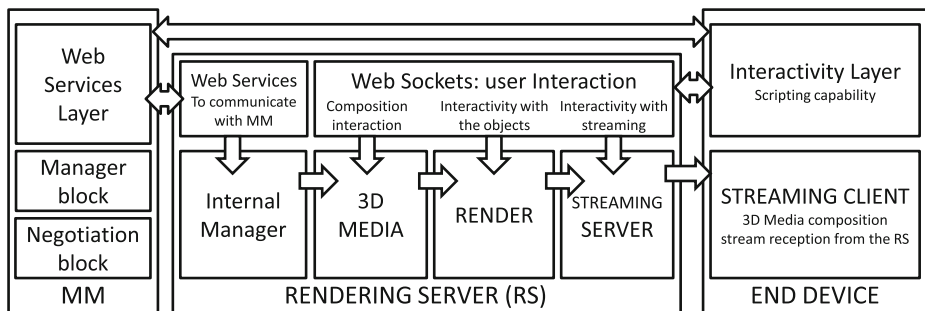 Web
Services
Layer
Manager
block
Negotiation
block
MM
Web Services
To communicate
with MM
Web Sockets: user Interaction
Composition
interaction
Interactivity with
the objects
Interactivity with
streaming
Internal
Manager
3D
MEDIA
RENDER
STREAMING
SERVER
RENDERING SERVER (RS)
Interactivity Layer
Scripting capability
STREAMING CLIENT
3D Media composition
stream reception from the RS
END DEVICE